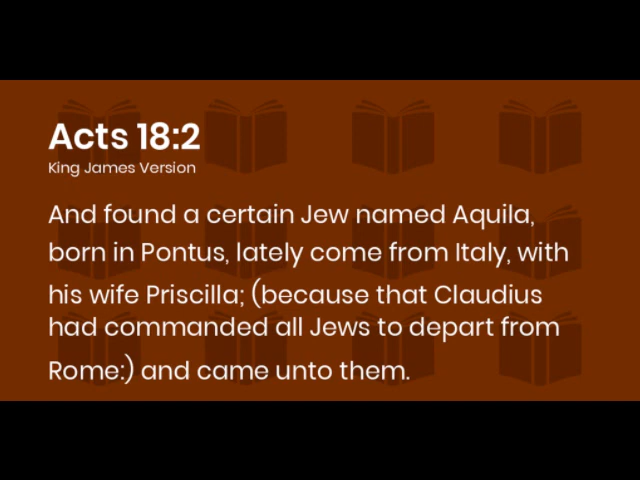 Acts 18:2
King James Version
And found a certain Jew named Aquila,
born in Pontus, lately come from Italy, with
his wife Priscilla; (because that Claudius
had commanded all Jews to depart from
Rome:) and came unto them.